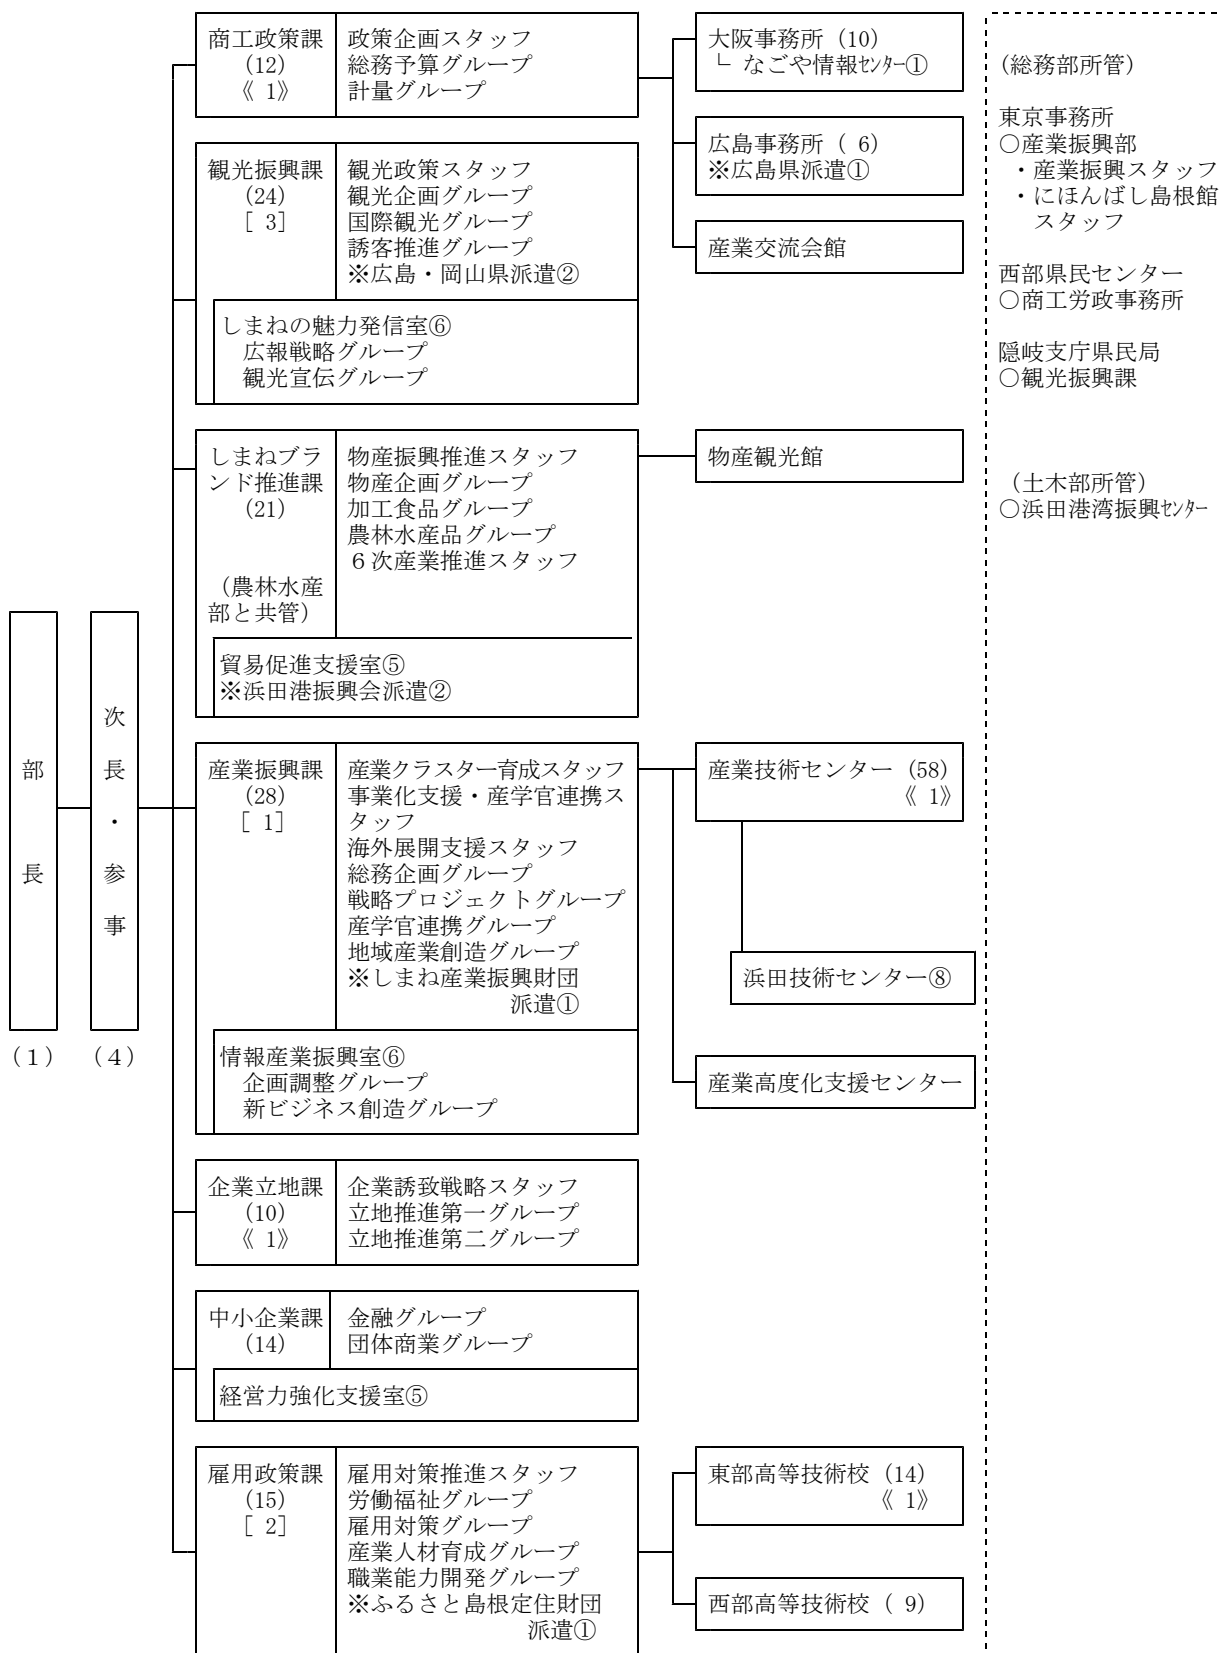 部長
(１)
次長・参事
(４)
商工政策課
(12)
《 1》
政策企画スタッフ
総務予算グループ
計量グループ
大阪事務所 (10)
└ なごや情報ｾﾝﾀｰ①
広島事務所 ( 6)
※広島県派遣①
産業交流会館
観光振興課
(24)
[ 3]
観光政策スタッフ
観光企画グループ
国際観光グループ
誘客推進グループ
※広島・岡山県派遣②
しまねの魅力発信室⑥
広報戦略グループ
観光宣伝グループ
しまねブラ
ンド推進課
(21)
（農林水産
部と共管）
物産振興推進スタッフ
物産企画グループ
加工食品グループ
農林水産品グループ
６次産業推進スタッフ
物産観光館
貿易促進支援室⑤
※浜田港振興会派遣②
産業振興課
(28)
[ 1]
産業クラスター育成スタッフ
事業化支援・産学官連携ス
タッフ
海外展開支援スタッフ
総務企画グループ
戦略プロジェクトグループ
産学官連携グループ
地域産業創造グループ
※しまね産業振興財団
派遣①
産業技術センター (58)
《 1》
浜田技術センター⑧
産業高度化支援センター
情報産業振興室⑥
企画調整グループ
新ビジネス創造グループ
企業立地課
(10)
《 1》
企業誘致戦略スタッフ
立地推進第一グループ
立地推進第二グループ
中小企業課
(14)
金融グループ
団体商業グループ
経営力強化支援室⑤
雇用政策課
(15)
[ 2]
雇用対策推進スタッフ
労働福祉グループ
雇用対策グループ
産業人材育成グループ
職業能力開発グループ
※ふるさと島根定住財団
派遣①
東部高等技術校 (14)
《 1》
西部高等技術校 ( 9)
（総務部所管）
東京事務所
○産業振興部
・産業振興スタッフ
・にほんばし島根館
スタッフ
西部県民センター
○商工労政事務所
隠岐支庁県民局
○観光振興課
（土木部所管）
○浜田港湾振興ｾﾝﾀｰ